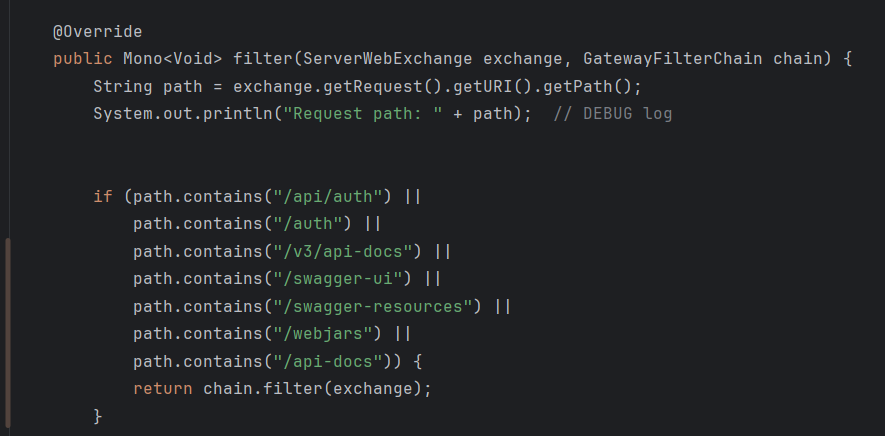 @Override
public Mono<Void> filter(ServerWebExchange exchange, GatewayFilterChain chain) {
String path = exchange.getRequest().getURI().getPath();
System.out.println("Request path: " + path);  // DEBUG log
if (path.contains("/api/auth") ||
path.contains("/auth") ||
path.contains("/v3/api-docs") ||
path.contains("/swagger-ui") ||
path.contains("/swagger-resources") ||
path.contains("/webjars") ||
path.contains("/api-docs")) {
return chain.filter(exchange);
}